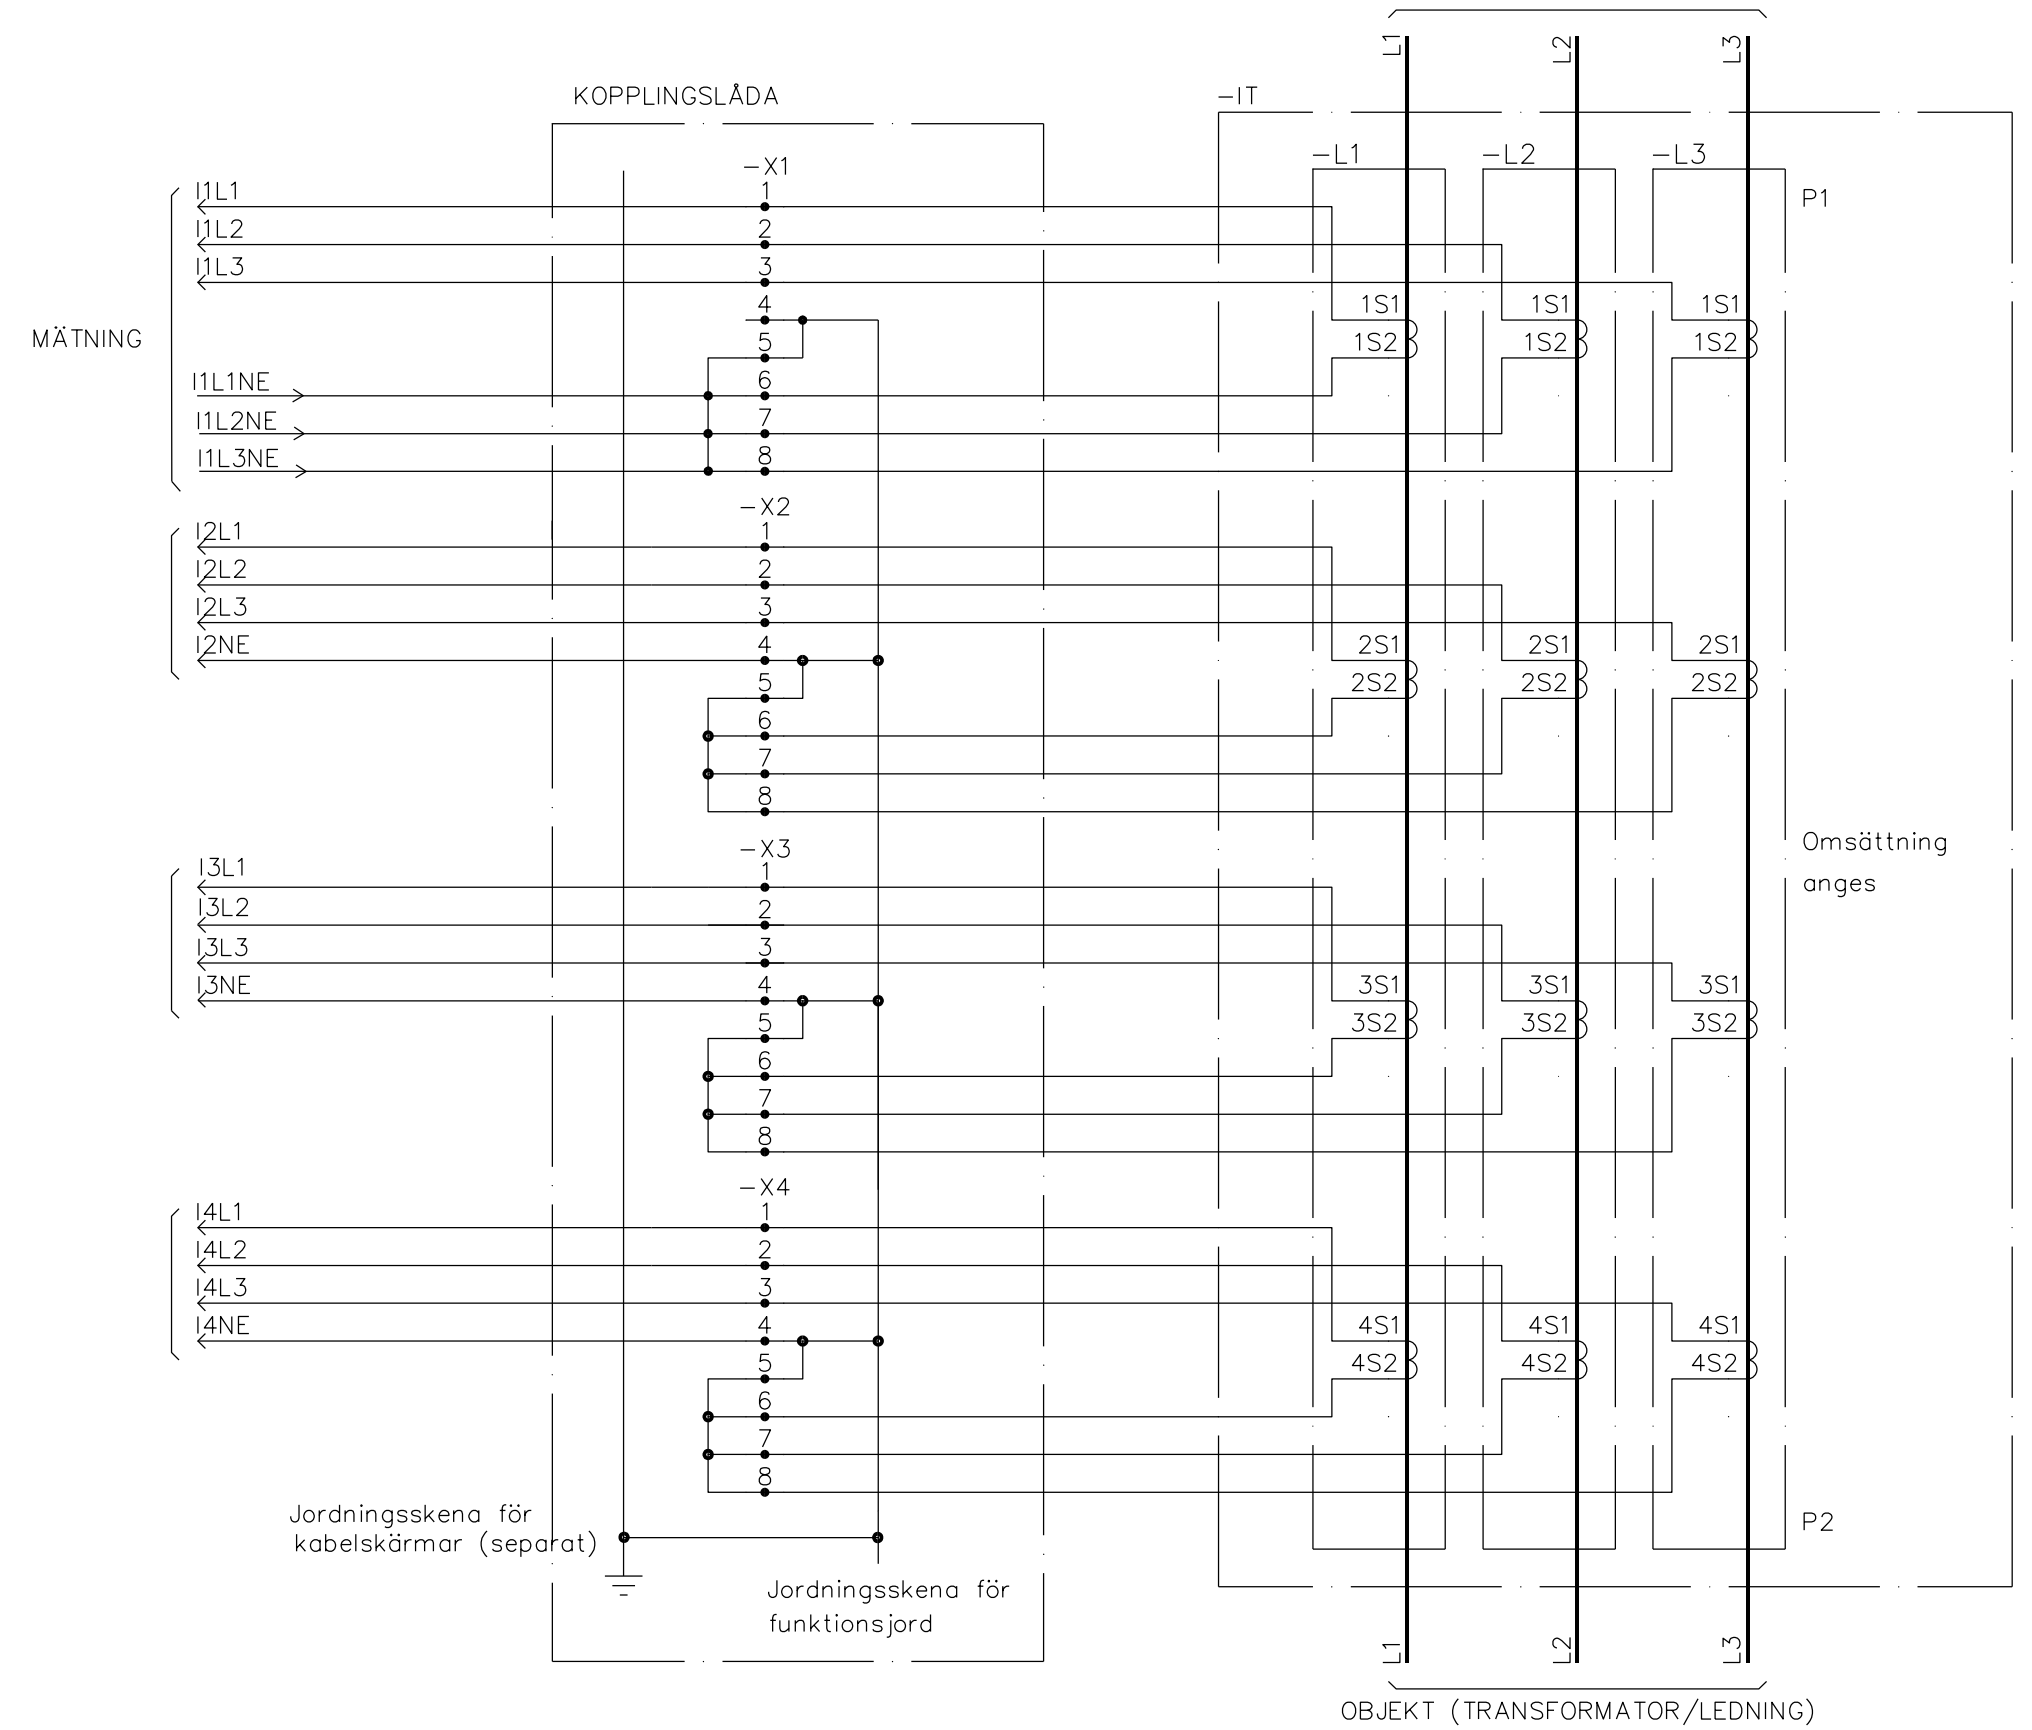 L1 L2 L3
KOPPLINGSLÅDA
-IT
-L1 -L2 -L3
P1
-X1
I1L1 1
I1L2 2
I1L3 3
4 1S1 1S1 1S1
MÄTNING
5 1S2 1S2 1S2
I1L1NE 6
I1L2NE 7
I1L3NE 8
-X2
I2L1 1
I2L2 2
I2L3 3
I2NE 4 2S1 2S1 2S1
5 2S2 2S2 2S2
6
7
8
Omsättning
anges
-X3
I3L1 1
I3L2 2
I3L3 3
I3NE 4 3S1 3S1 3S1
5 3S2 3S2 3S2
6
7
8
-X4
I4L1 1
I4L2 2
I4L3 3
I4NE 4 4S1 4S1 4S1
5 4S2 4S2 4S2
6
7
8
Jordningsskena för
kabelskärmar (separat)
P2
Jordningsskena för
funktionsjord
L1 L2 L3
OBJEKT (TRANSFORMATOR/LEDNING)